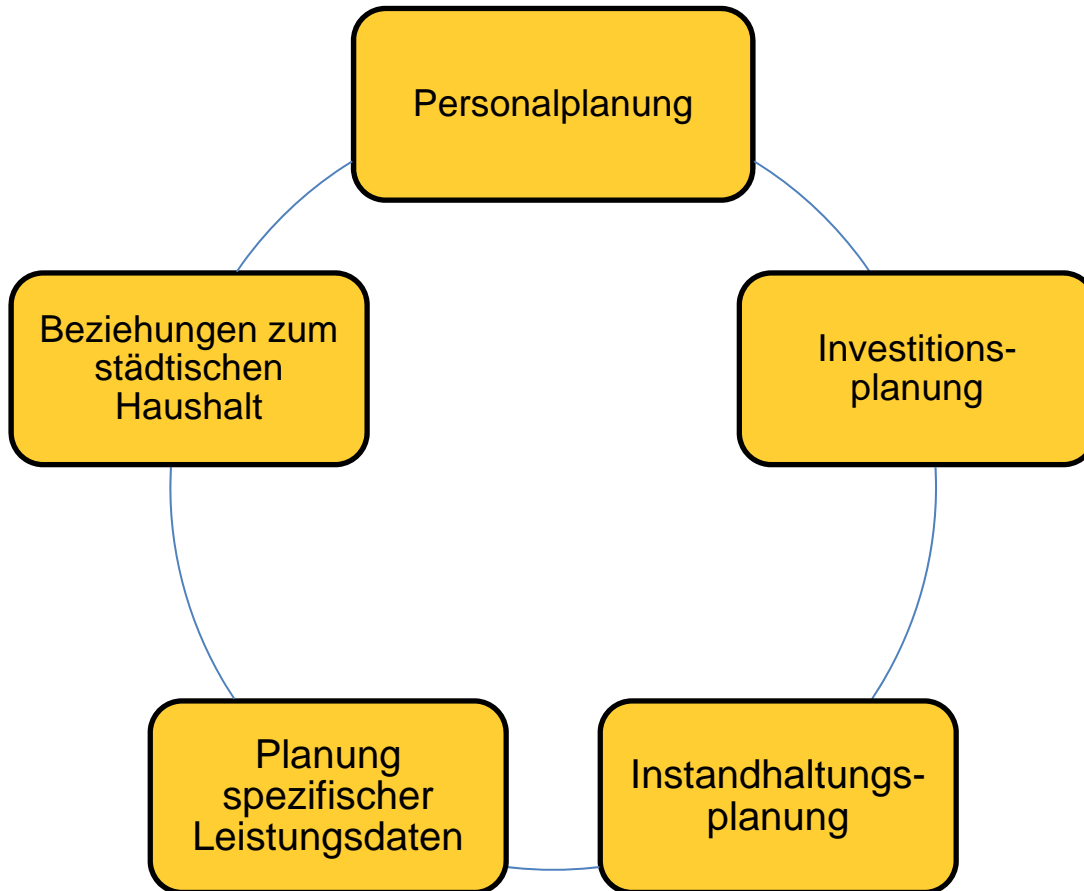 Personalplanung
Beziehungen zum
städtischen
Haushalt
Investitions-
planung
Planung
spezifischer
Leistungsdaten
Instandhaltungs-
planung